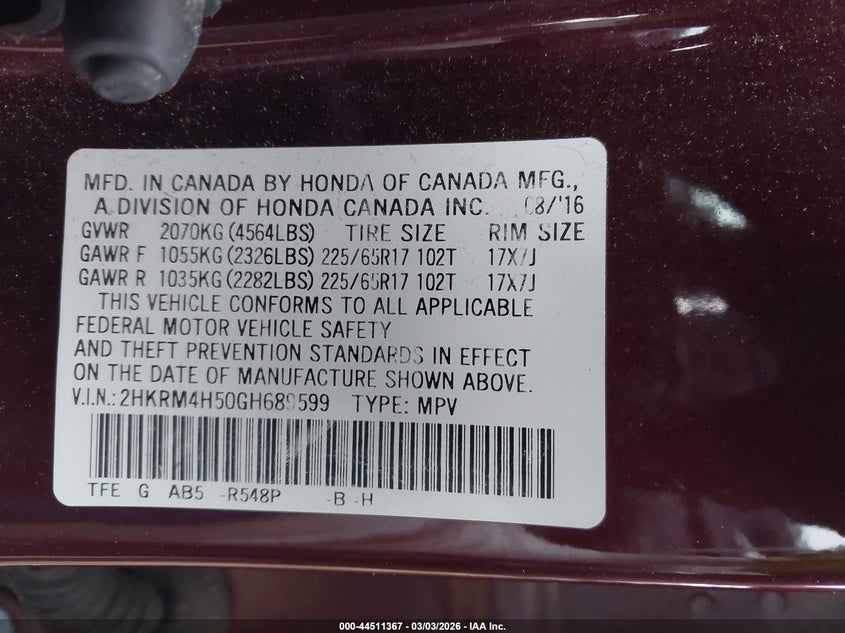 MFD. IN CANADA BY HONDA OF CANADA MFG.,
A DIVISION OF HONDA CANADA INC. 08/'16
GVWR 2070KG (4564LBS) TIRE SIZE RIM SIZE
GAWR F 1055KG (2326LBS) 225/65R17 102T 17X7J
GAWR R 1035KG (2282LBS) 225/65R17 102T 17X7J
THIS VEHICLE CONFORMS TO ALL APPLICABLE
FEDERAL MOTOR VEHICLE SAFETY
AND THEFT PREVENTION STANDARDS IN EFFECT
ON THE DATE OF MANUFACTURE SHOWN ABOVE.
V.I.N.: 2HKRM4H50GH689599 TYPE: MPV
TFE G AB5 -R548P -B -H
000-44511367 - 03/03/2026 - IAA Inc.